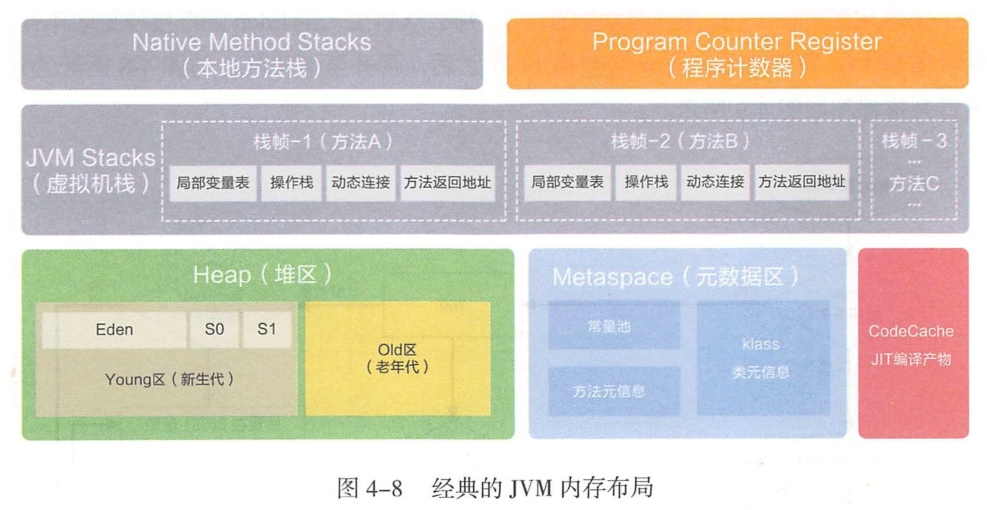 Native Method Stacks
（本地方法栈）
Program Counter Register
（程序计数器）
JVM Stacks
（虚拟机栈）
栈帧-1（方法A）
局部变量表
操作栈
动态连接
方法返回地址
栈帧-2（方法B）
局部变量表
操作栈
动态连接
方法返回地址
栈帧-3
...
方法C
...
Heap（堆区）
Eden
S0
S1
Young区（新生代）
Old区
（老年代）
Metaspace（元数据区）
常量池
方法元信息
klass
类元信息
CodeCache
JIT编译产物
图 4-8 经典的 JVM 内存布局